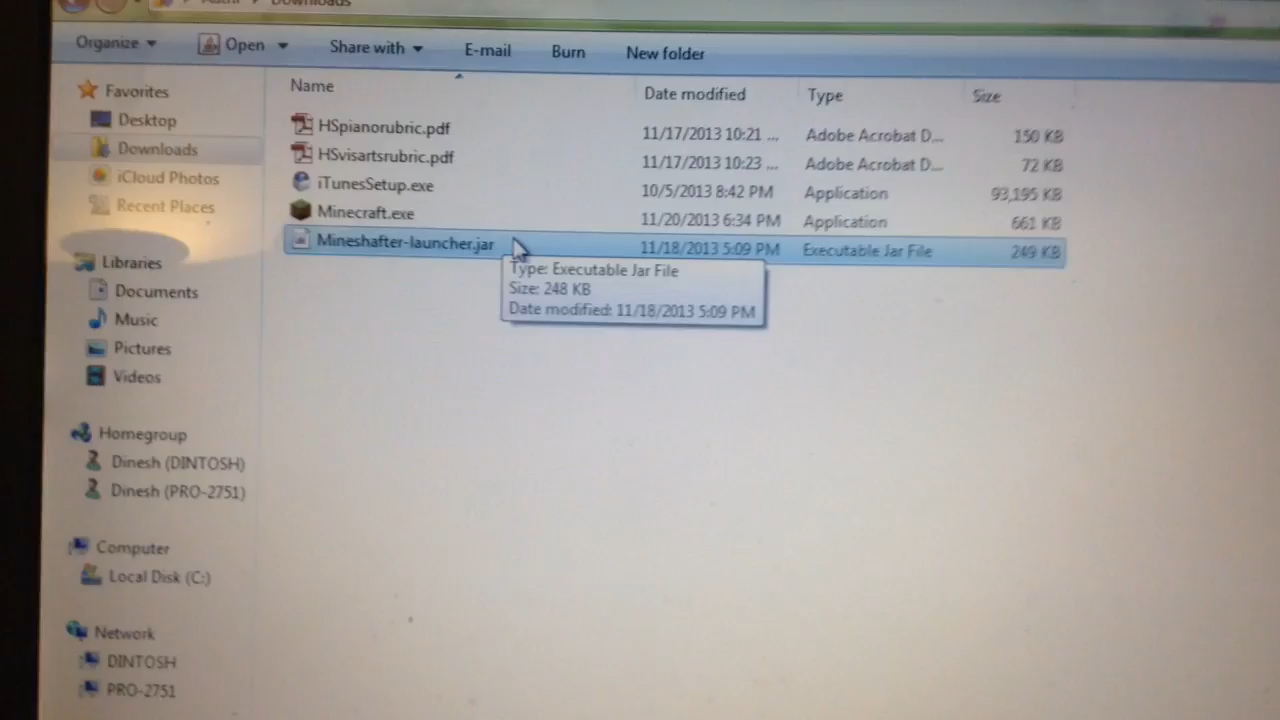 Downloads
Organize Open Share with E-mail Burn New folder
Name Date modified Type Size
HSpianorubric.pdf 11/17/2013 10:21 ... Adobe Acrobat D... 150 KB
HSvisartsrubric.pdf 11/17/2013 10:23 ... Adobe Acrobat D... 72 KB
iTunesSetup.exe 10/5/2013 8:42 PM Application 93,195 KB
Minecraft.exe 11/20/2013 6:34 PM Application 661 KB
Mineshafter-launcher.jar 11/18/2013 5:09 PM Executable Jar File 249 KB
Type: Executable Jar File
Size: 248 KB
Date modified: 11/18/2013 5:09 PM
Favorites
Desktop
Downloads
iCloud Photos
Recent Places
Libraries
Documents
Music
Pictures
Videos
Homegroup
Dinesh (DINTOSH)
Dinesh (PRO-2751)
Computer
Local Disk (C:)
Network
DINTOSH
PRO-2751